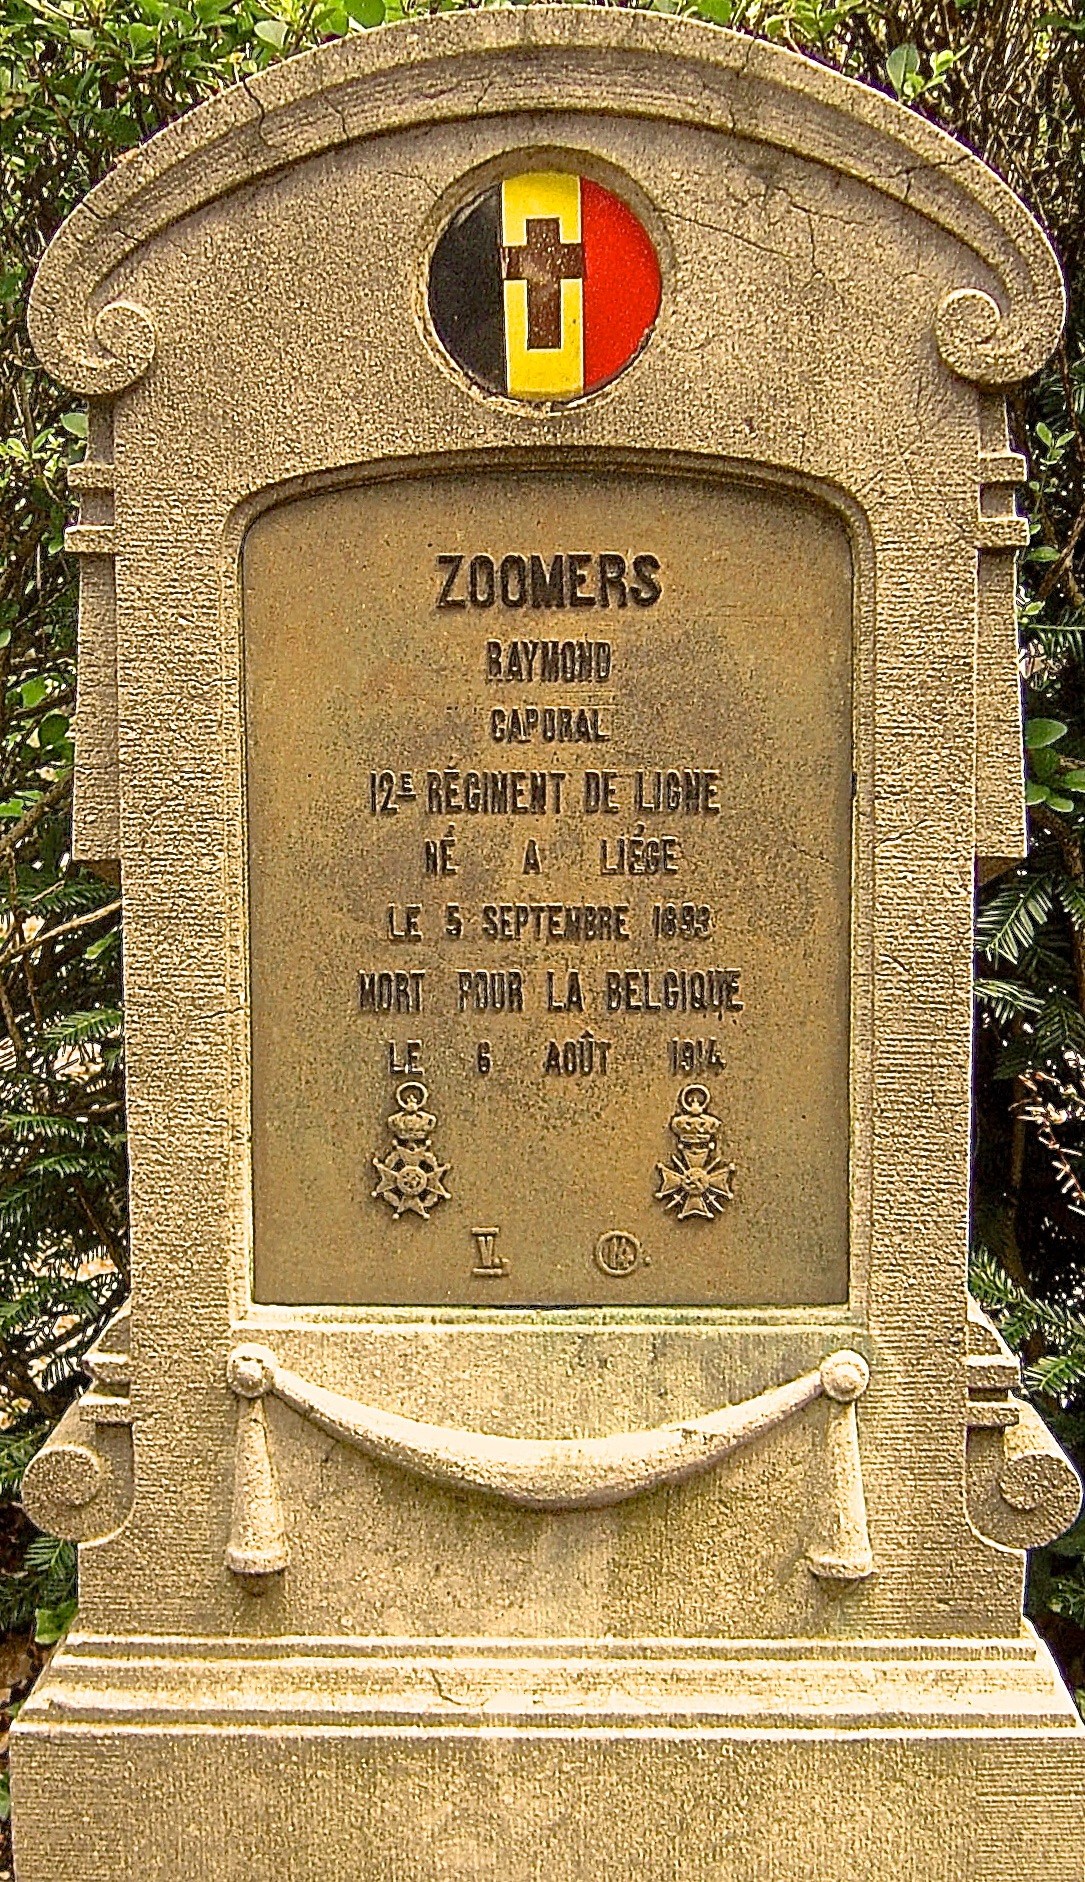 ZOOMERS
RAYMOND
CAPORAL
12E RÉGIMENT DE LIGNE
NÉ A LIÉGE
LE 5 SEPTEMBRE 1893
MORT POUR LA BELGIQUE
LE 6 AOÛT 1914
V.